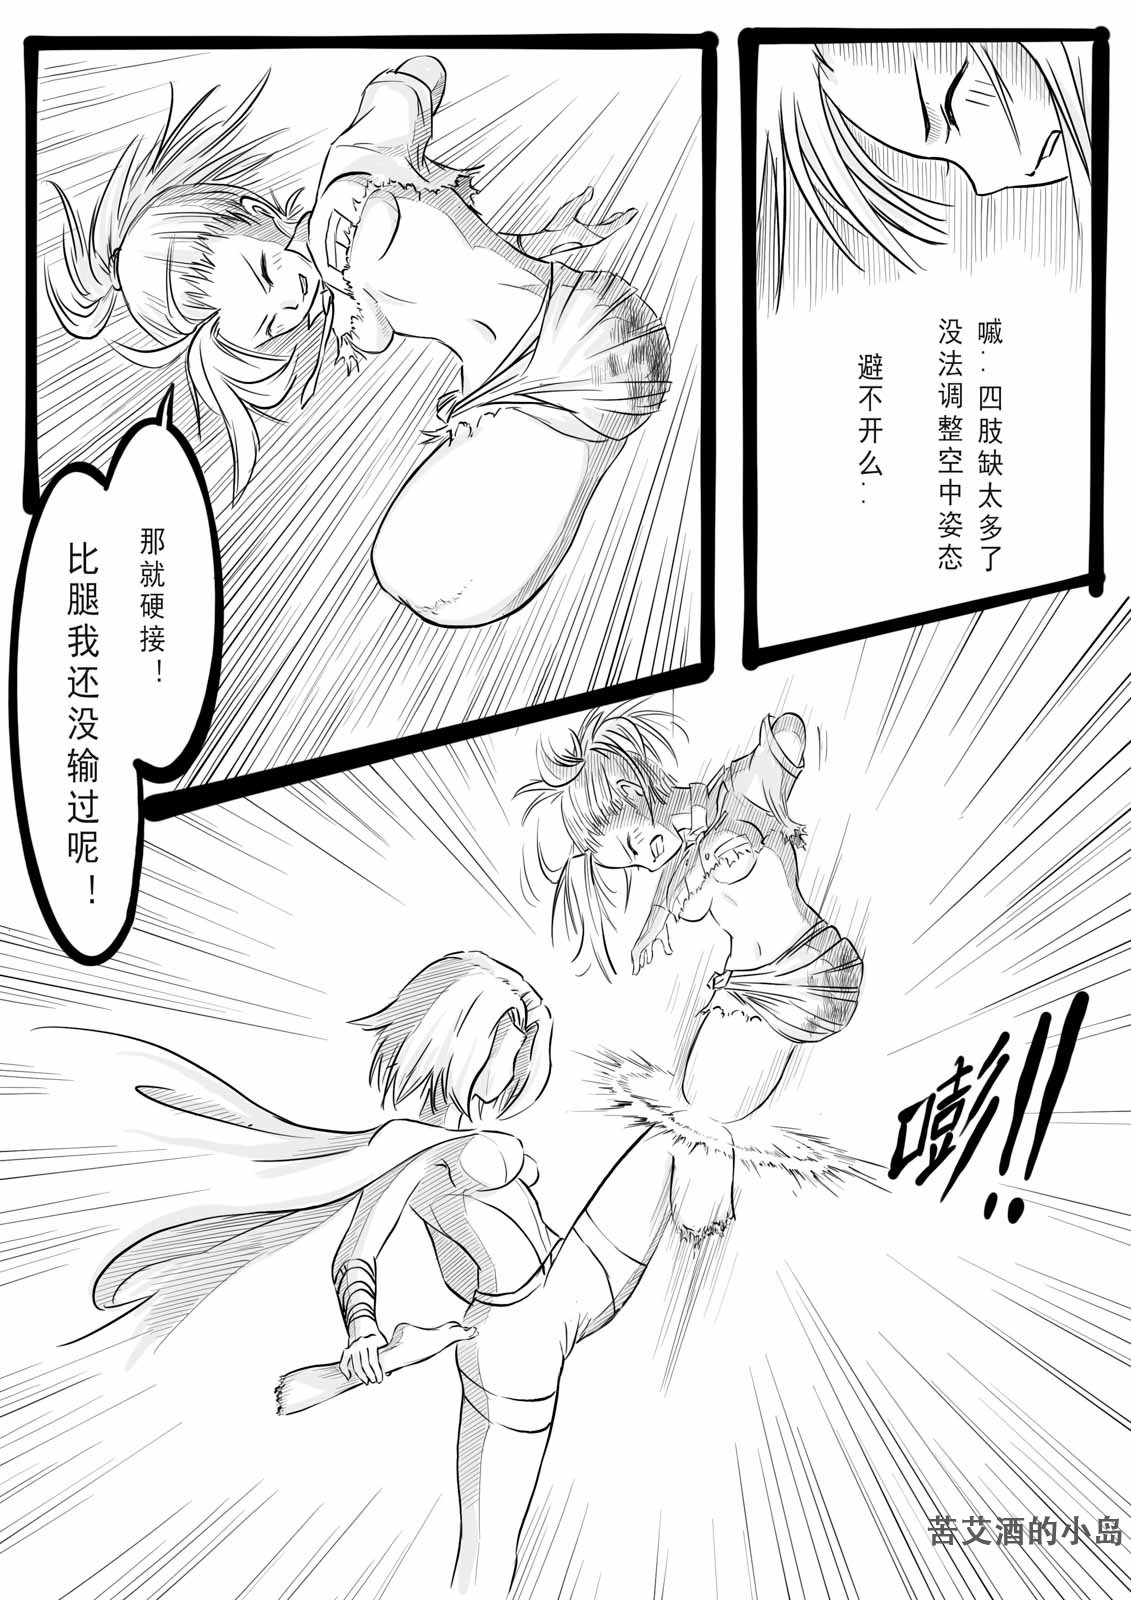 嘁..四肢缺太多了
没法调整空中姿态
避不开么..
那就硬接！
比腿我还没输过呢！
嘭!!
苦艾酒的小岛